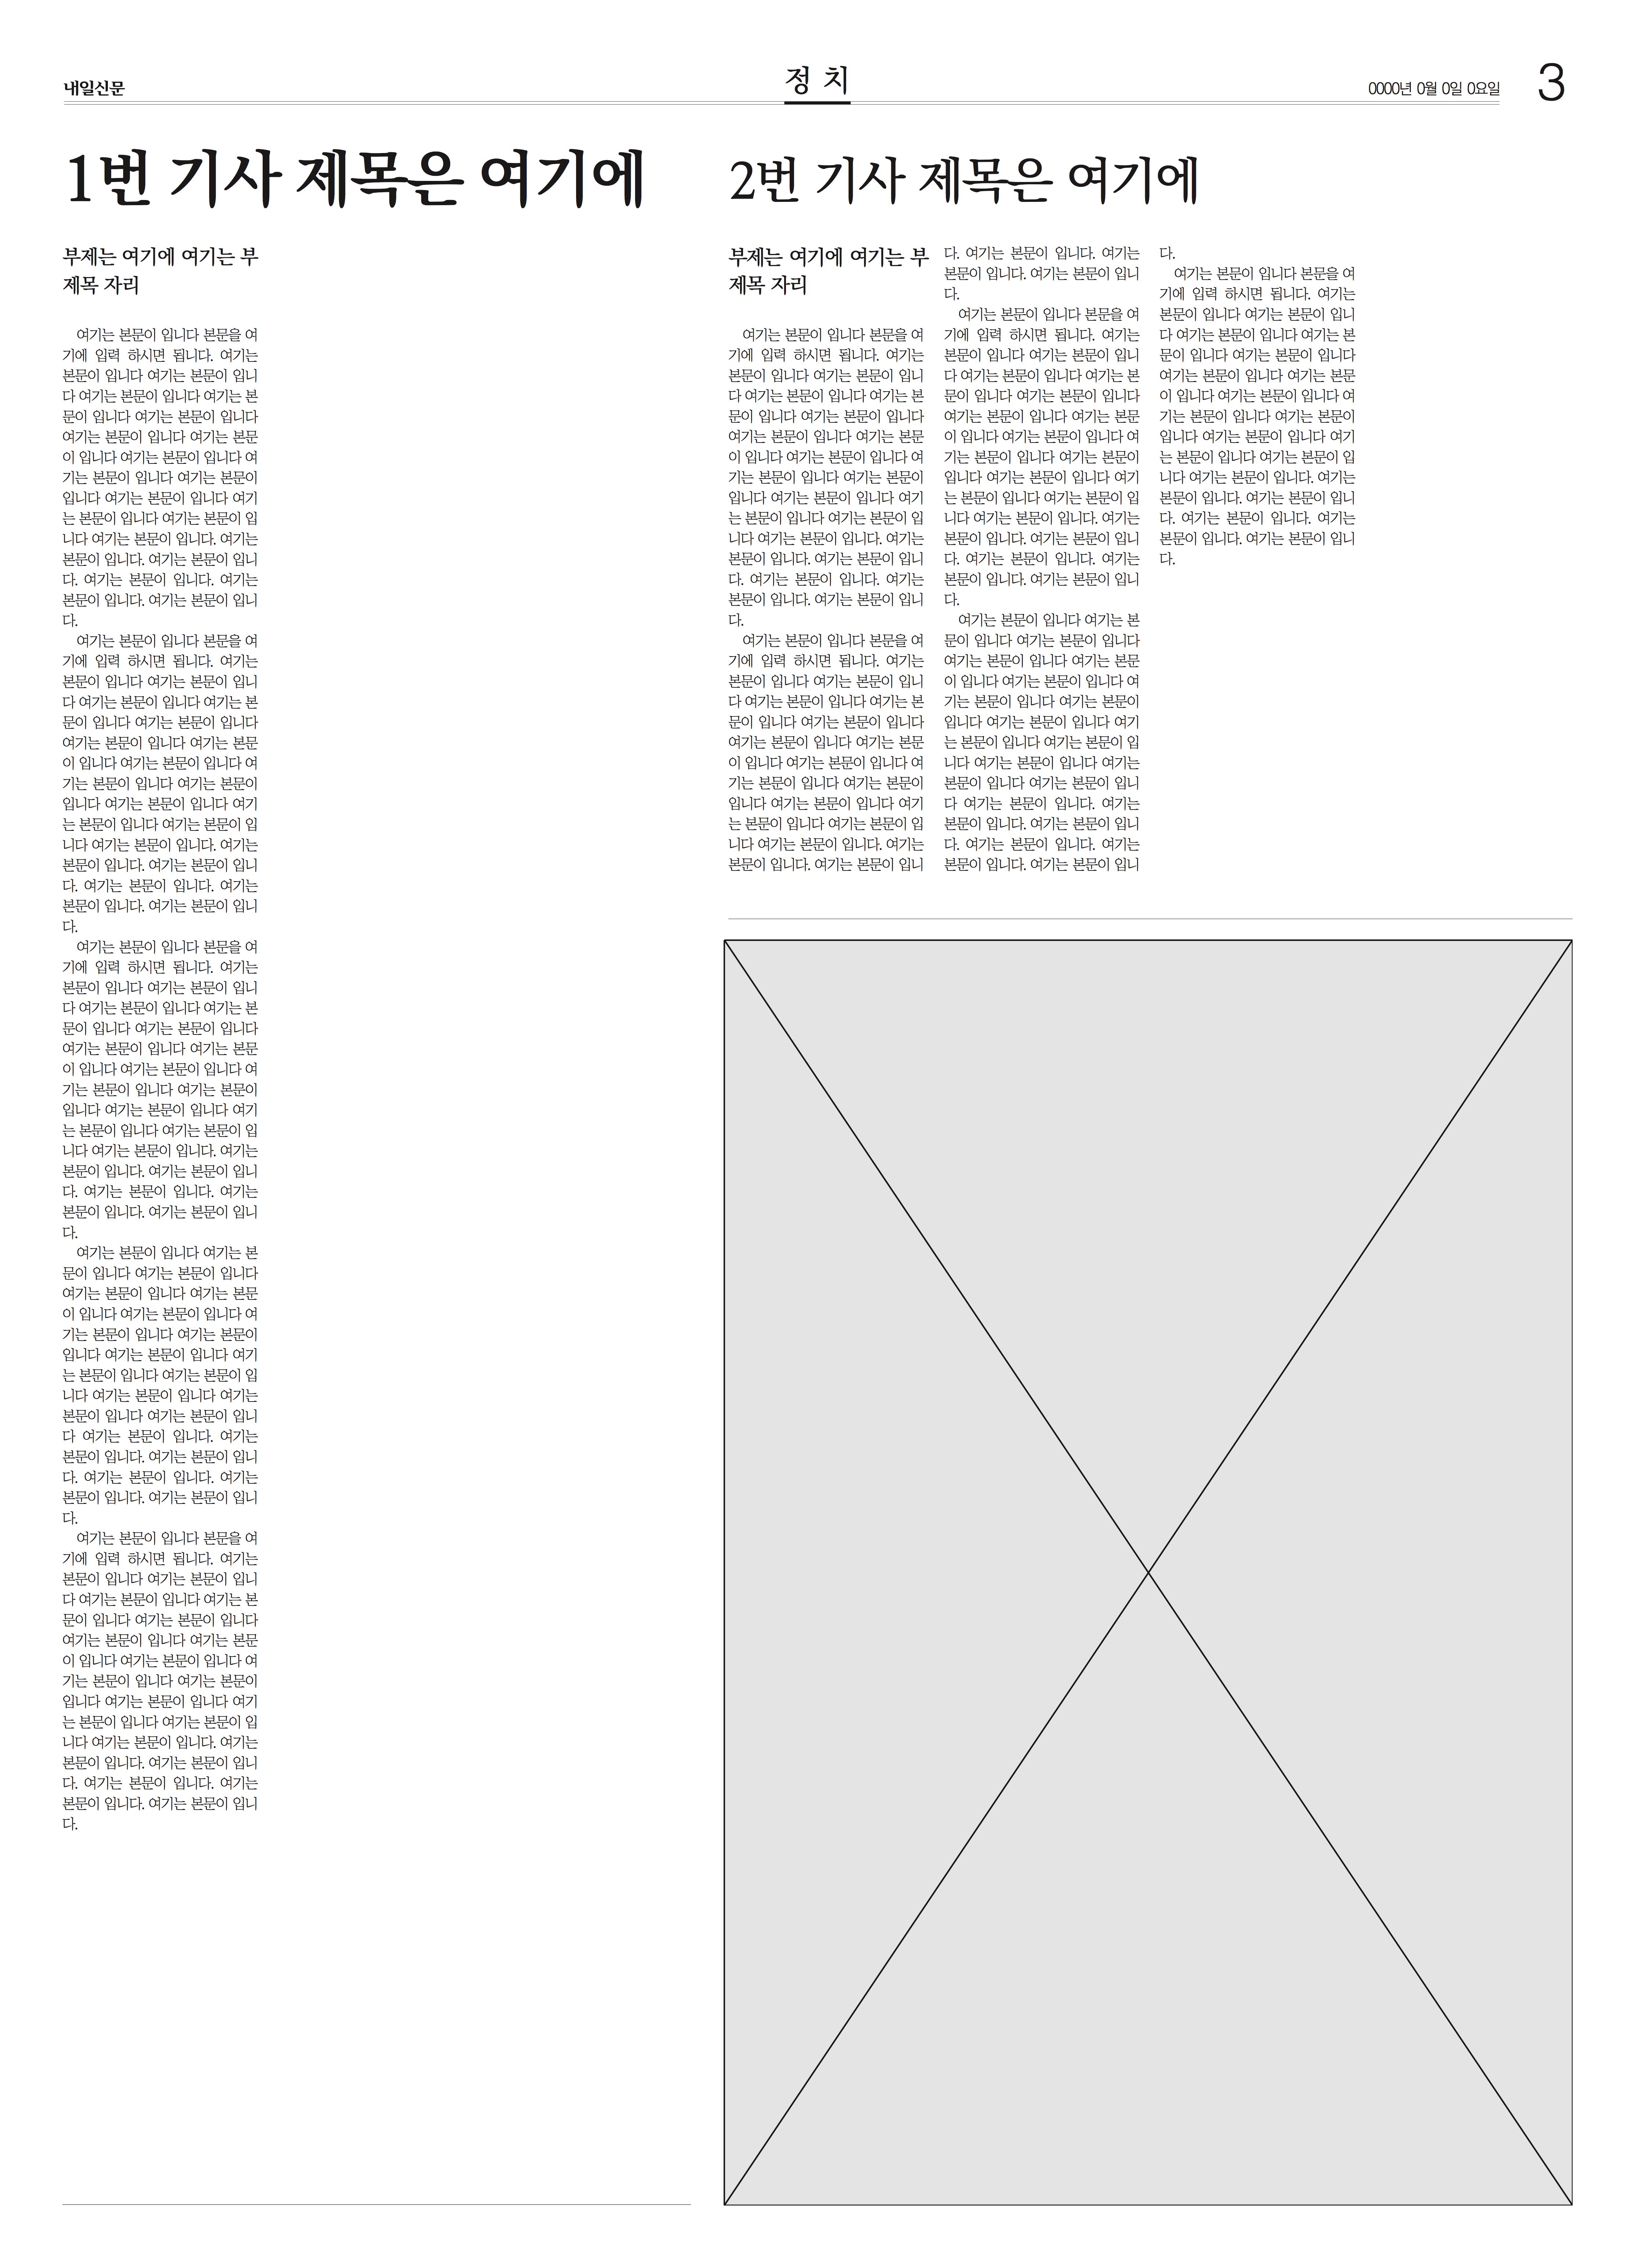 내일신문
정 치
0000년 0월 0일 0요일
3
1번 기사 제목은 여기에
부제는 여기에 여기는 부
제목 자리
여기는 본문이 입니다 본문을 여
기에 입력 하시면 됩니다. 여기는
본문이 입니다 여기는 본문이 입니
다 여기는 본문이 입니다 여기는 본
문이 입니다 여기는 본문이 입니다
여기는 본문이 입니다 여기는 본문
이 입니다 여기는 본문이 입니다 여
기는 본문이 입니다 여기는 본문이
입니다 여기는 본문이 입니다 여기
는 본문이 입니다 여기는 본문이 입
니다 여기는 본문이 입니다. 여기는
본문이 입니다. 여기는 본문이 입니
다. 여기는 본문이 입니다. 여기는
본문이 입니다. 여기는 본문이 입니
다.
여기는 본문이 입니다 본문을 여
기에 입력 하시면 됩니다. 여기는
본문이 입니다 여기는 본문이 입니
다 여기는 본문이 입니다 여기는 본
문이 입니다 여기는 본문이 입니다
여기는 본문이 입니다 여기는 본문
이 입니다 여기는 본문이 입니다 여
기는 본문이 입니다 여기는 본문이
입니다 여기는 본문이 입니다 여기
는 본문이 입니다 여기는 본문이 입
니다 여기는 본문이 입니다. 여기는
본문이 입니다. 여기는 본문이 입니
다. 여기는 본문이 입니다. 여기는
본문이 입니다. 여기는 본문이 입니
다.
여기는 본문이 입니다 본문을 여
기에 입력 하시면 됩니다. 여기는
본문이 입니다 여기는 본문이 입니
다 여기는 본문이 입니다 여기는 본
문이 입니다 여기는 본문이 입니다
여기는 본문이 입니다 여기는 본문
이 입니다 여기는 본문이 입니다 여
기는 본문이 입니다 여기는 본문이
입니다 여기는 본문이 입니다 여기
는 본문이 입니다 여기는 본문이 입
니다 여기는 본문이 입니다. 여기는
본문이 입니다. 여기는 본문이 입니
다. 여기는 본문이 입니다. 여기는
본문이 입니다. 여기는 본문이 입니
다.
여기는 본문이 입니다 여기는 본
문이 입니다 여기는 본문이 입니다
여기는 본문이 입니다 여기는 본문
이 입니다 여기는 본문이 입니다 여
기는 본문이 입니다 여기는 본문이
입니다 여기는 본문이 입니다 여기
는 본문이 입니다 여기는 본문이 입
니다 여기는 본문이 입니다 여기는
본문이 입니다 여기는 본문이 입니
다 여기는 본문이 입니다. 여기는
본문이 입니다. 여기는 본문이 입니
다. 여기는 본문이 입니다. 여기는
본문이 입니다. 여기는 본문이 입니
다.
여기는 본문이 입니다 본문을 여
기에 입력 하시면 됩니다. 여기는
본문이 입니다 여기는 본문이 입니
다 여기는 본문이 입니다 여기는 본
문이 입니다 여기는 본문이 입니다
여기는 본문이 입니다 여기는 본문
이 입니다 여기는 본문이 입니다 여
기는 본문이 입니다 여기는 본문이
입니다 여기는 본문이 입니다 여기
는 본문이 입니다 여기는 본문이 입
니다 여기는 본문이 입니다. 여기는
본문이 입니다. 여기는 본문이 입니
다. 여기는 본문이 입니다. 여기는
본문이 입니다. 여기는 본문이 입니
다.
2번 기사 제목은 여기에
부제는 여기에 여기는 부
제목 자리
여기는 본문이 입니다 본문을 여
기에 입력 하시면 됩니다. 여기는
본문이 입니다 여기는 본문이 입니
다 여기는 본문이 입니다 여기는 본
문이 입니다 여기는 본문이 입니다
여기는 본문이 입니다 여기는 본문
이 입니다 여기는 본문이 입니다 여
기는 본문이 입니다 여기는 본문이
입니다 여기는 본문이 입니다 여기
는 본문이 입니다 여기는 본문이 입
니다 여기는 본문이 입니다. 여기는
본문이 입니다. 여기는 본문이 입니
다. 여기는 본문이 입니다. 여기는
본문이 입니다. 여기는 본문이 입니
다.
여기는 본문이 입니다 본문을 여
기에 입력 하시면 됩니다. 여기는
본문이 입니다 여기는 본문이 입니
다 여기는 본문이 입니다 여기는 본
문이 입니다 여기는 본문이 입니다
여기는 본문이 입니다 여기는 본문
이 입니다 여기는 본문이 입니다 여
기는 본문이 입니다 여기는 본문이
입니다 여기는 본문이 입니다 여기
는 본문이 입니다 여기는 본문이 입
니다 여기는 본문이 입니다. 여기는
본문이 입니다. 여기는 본문이 입니
다. 여기는 본문이 입니다. 여기는
본문이 입니다. 여기는 본문이 입니
다.
여기는 본문이 입니다 본문을 여
기에 입력 하시면 됩니다. 여기는
본문이 입니다 여기는 본문이 입니
다 여기는 본문이 입니다 여기는 본
문이 입니다 여기는 본문이 입니다
여기는 본문이 입니다 여기는 본문
이 입니다 여기는 본문이 입니다 여
기는 본문이 입니다 여기는 본문이
입니다 여기는 본문이 입니다 여기
는 본문이 입니다 여기는 본문이 입
니다 여기는 본문이 입니다. 여기는
본문이 입니다. 여기는 본문이 입니
다. 여기는 본문이 입니다. 여기는
본문이 입니다. 여기는 본문이 입니
다.
여기는 본문이 입니다 여기는 본
문이 입니다 여기는 본문이 입니다
여기는 본문이 입니다 여기는 본문
이 입니다 여기는 본문이 입니다 여
기는 본문이 입니다 여기는 본문이
입니다 여기는 본문이 입니다 여기
는 본문이 입니다 여기는 본문이 입
니다 여기는 본문이 입니다 여기는
본문이 입니다 여기는 본문이 입니
다 여기는 본문이 입니다. 여기는
본문이 입니다. 여기는 본문이 입니
다. 여기는 본문이 입니다. 여기는
본문이 입니다. 여기는 본문이 입니
다.
여기는 본문이 입니다 본문을 여
기에 입력 하시면 됩니다. 여기는
본문이 입니다 여기는 본문이 입니
다 여기는 본문이 입니다 여기는 본
문이 입니다 여기는 본문이 입니다
여기는 본문이 입니다 여기는 본문
이 입니다 여기는 본문이 입니다 여
기는 본문이 입니다 여기는 본문이
입니다 여기는 본문이 입니다 여기
는 본문이 입니다 여기는 본문이 입
니다 여기는 본문이 입니다. 여기는
본문이 입니다. 여기는 본문이 입니
다. 여기는 본문이 입니다. 여기는
본문이 입니다. 여기는 본문이 입니
다.